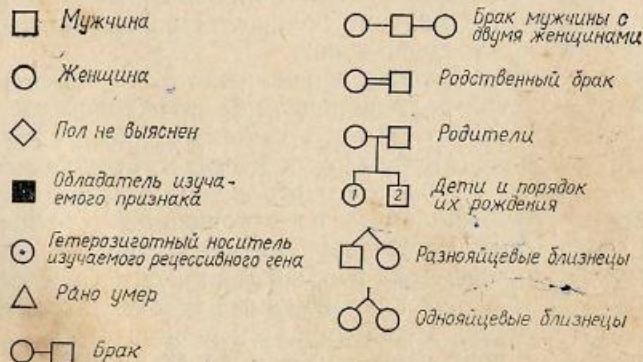 Мужчина
Женщина
Пол не выяснен
Обладатель изуча-
емого признака
Гетерозиготный носитель
изучаемого рецессивного гена
Рано умер
Брак
Брак мужчины с
двумя женщинами
Родственный брак
Родители
1 2
Дети и порядок
их рождения
Разнояйцевые близнецы
Однояйцевые близнецы